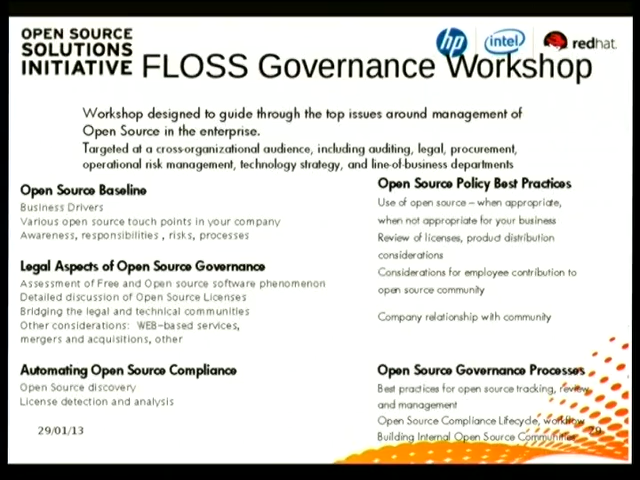 OPEN SOURCE
SOLUTIONS
INITIATIVE
hp
intel
redhat.
FLOSS Governance Workshop
Workshop designed to guide through the top issues around management of
Open Source in the enterprise.
Targeted at a cross-organizational audience, including auditing, legal, procurement,
operational risk management, technology strategy, and line-of-business departments
Open Source Baseline
Business Drivers
Various open source touch points in your company
Awareness, responsibilities , risks, processes
Legal Aspects of Open Source Governance
Assessment of Free and Open source software phenomenon
Detailed discussion of Open Source Licenses
Bridging the legal and technical communities
Other considerations: WEB-based services,
mergers and acquisitions, other
Automating Open Source Compliance
Open Source discovery
License detection and analysis
Open Source Policy Best Practices
Use of open source – when appropriate,
when not appropriate for your business
Review of licenses, product distribution
considerations
Considerations for employee contribution to
open source community
Company relationship with community
Open Source Governance Processes
Best practices for open source tracking, review
and management
Open Source Compliance Lifecycle, workflow
Building Internal Open Source Communities
29/01/13
29